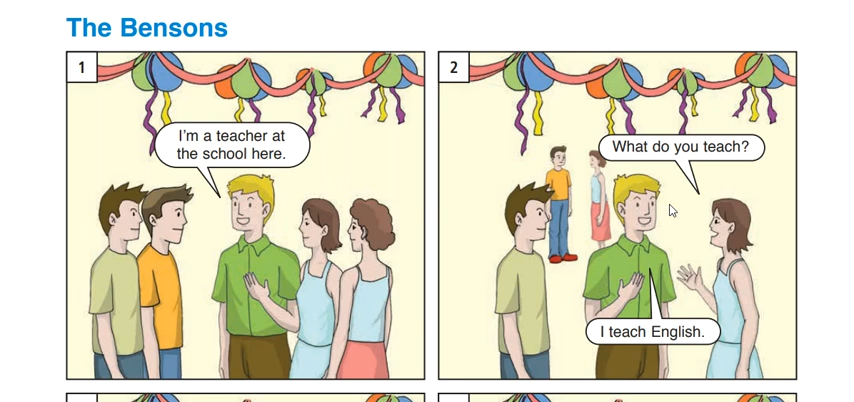 The Bensons
1
I'm a teacher at
the school here.
2
What do you teach?
I teach English.